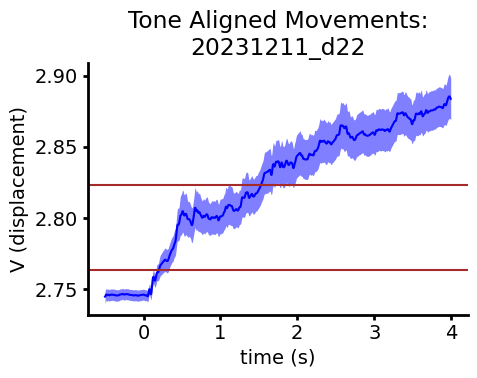 Tone Aligned Movements:
20231211_d22
V (displacement)
2.90
2.85
2.80
2.75
0
1
2
3
4
time (s)